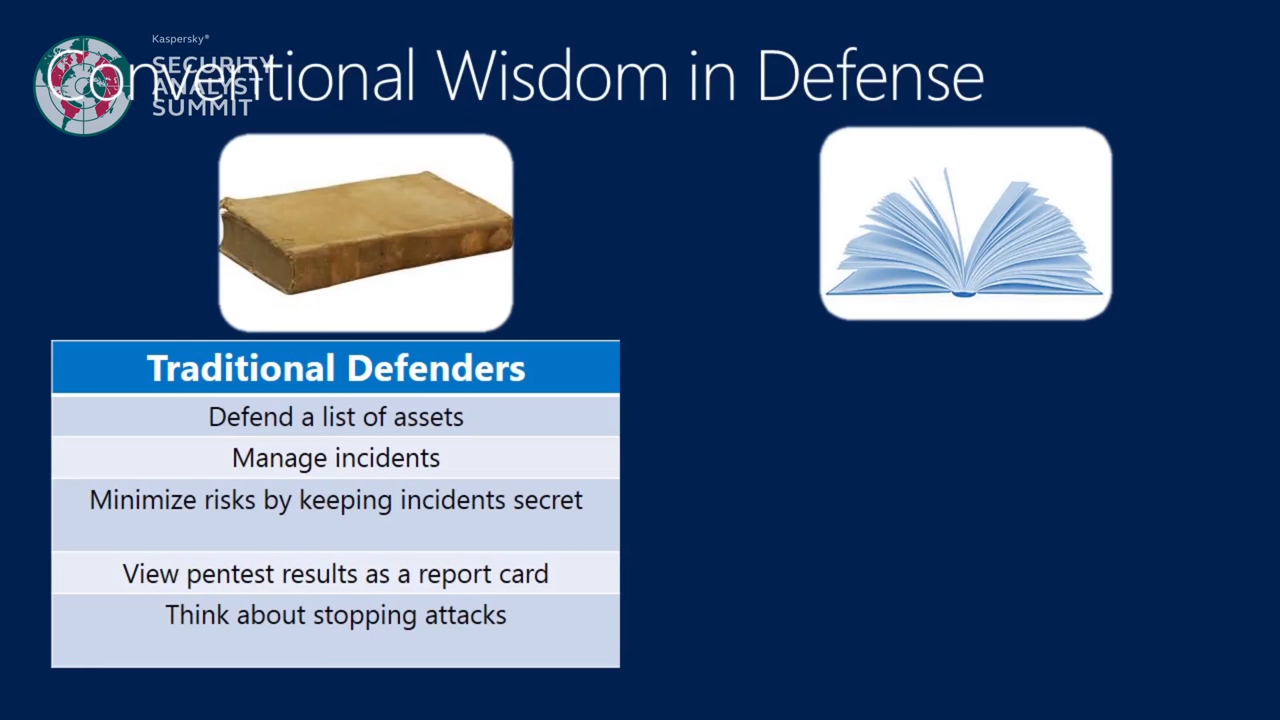 Kaspersky®
SECURITY
ANALYST
SUMMIT
Conventional Wisdom in Defense
Traditional Defenders
Defend a list of assets
Manage incidents
Minimize risks by keeping incidents secret
View pentest results as a report card
Think about stopping attacks